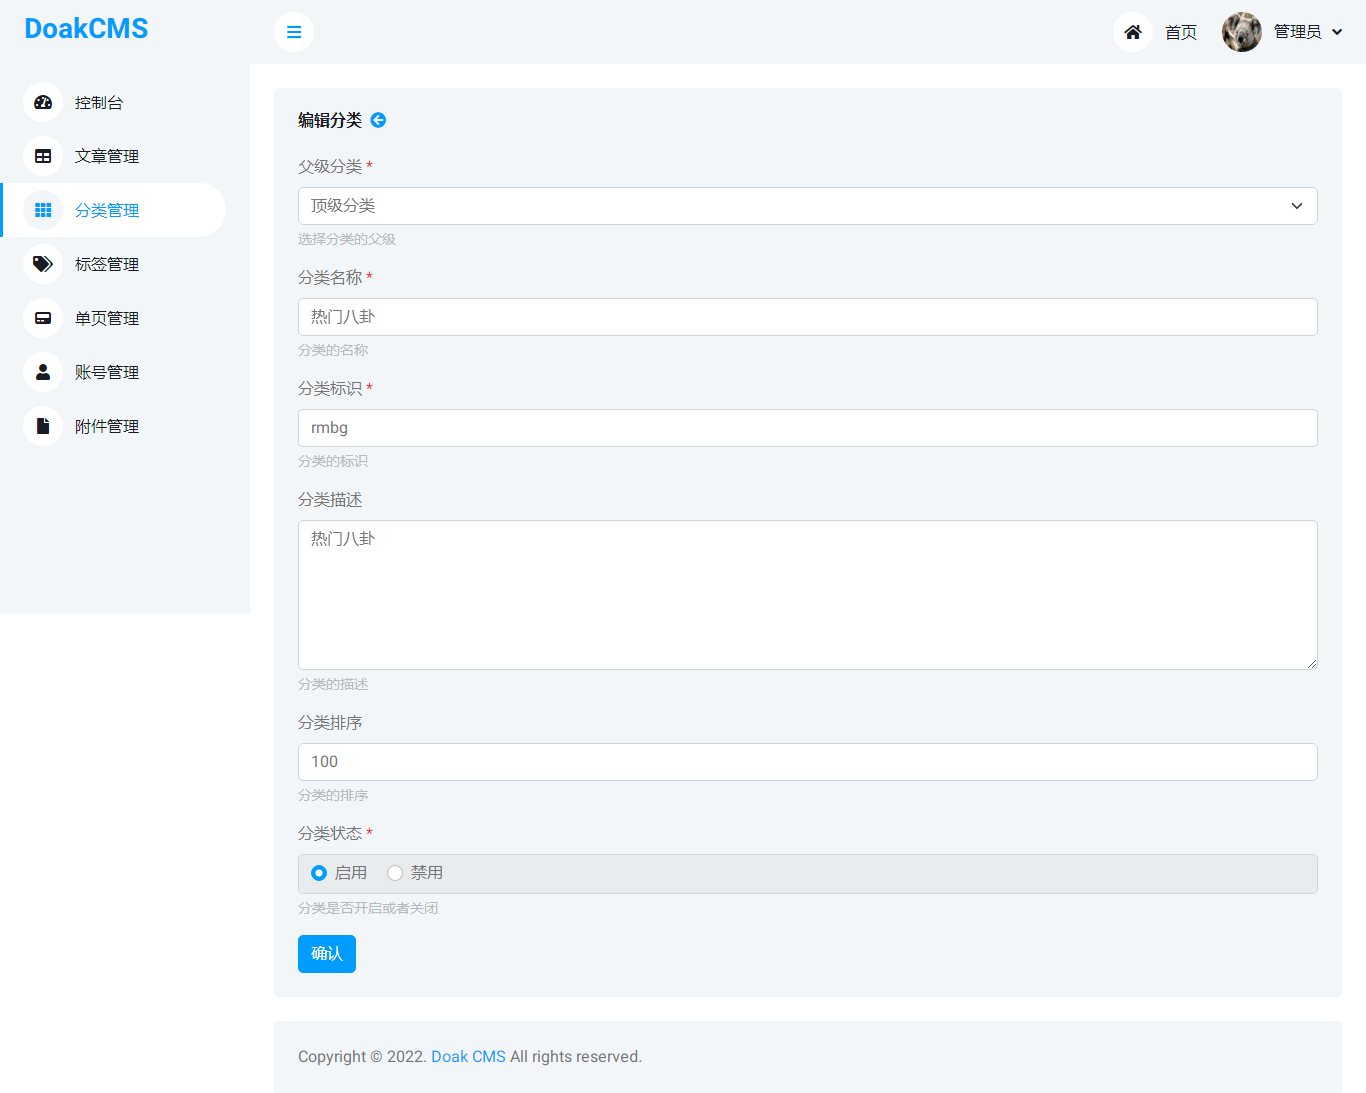 DoakCMS
首页
管理员
控制台
文章管理
分类管理
标签管理
单页管理
账号管理
附件管理
编辑分类
父级分类 *
顶级分类
选择分类的父级
分类名称 *
热门八卦
分类的名称
分类标识 *
rmbg
分类的标识
分类描述
热门八卦
分类的描述
分类排序
100
分类的排序
分类状态 *
启用 禁用
分类是否开启或者关闭
确认
Copyright © 2022. Doak CMS All rights reserved.